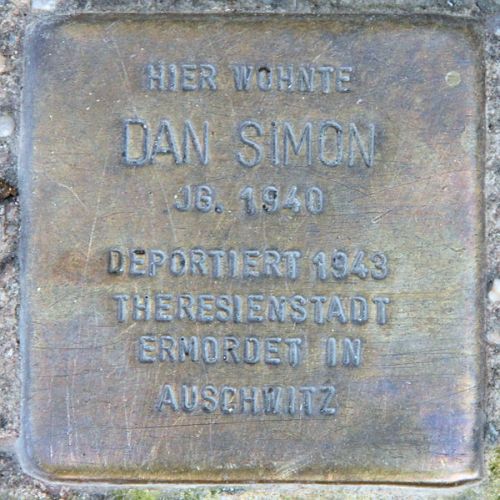 HIER WOHNTE
DAN SIMON
JG. 1940
DEPORTIERT 1943
THERESIENSTADT
ERMORDET IN
AUSCHWITZ